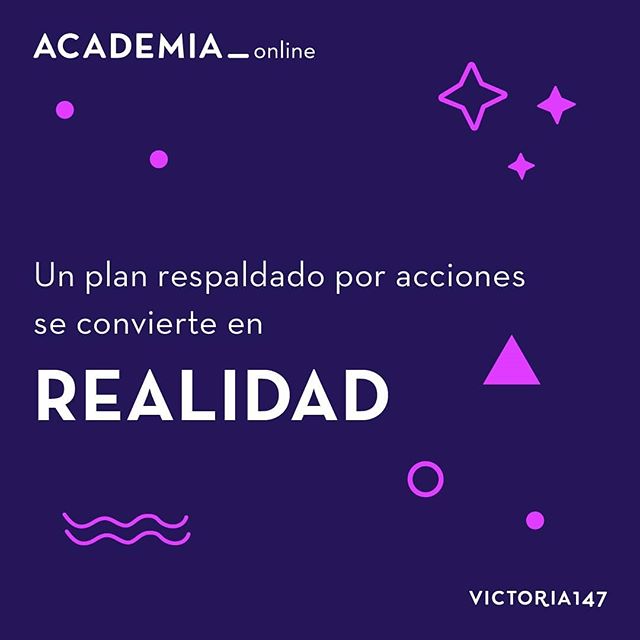 ACADEMIA_online
Un plan respaldado por acciones
se convierte en
REALIDAD
VICTORIA147